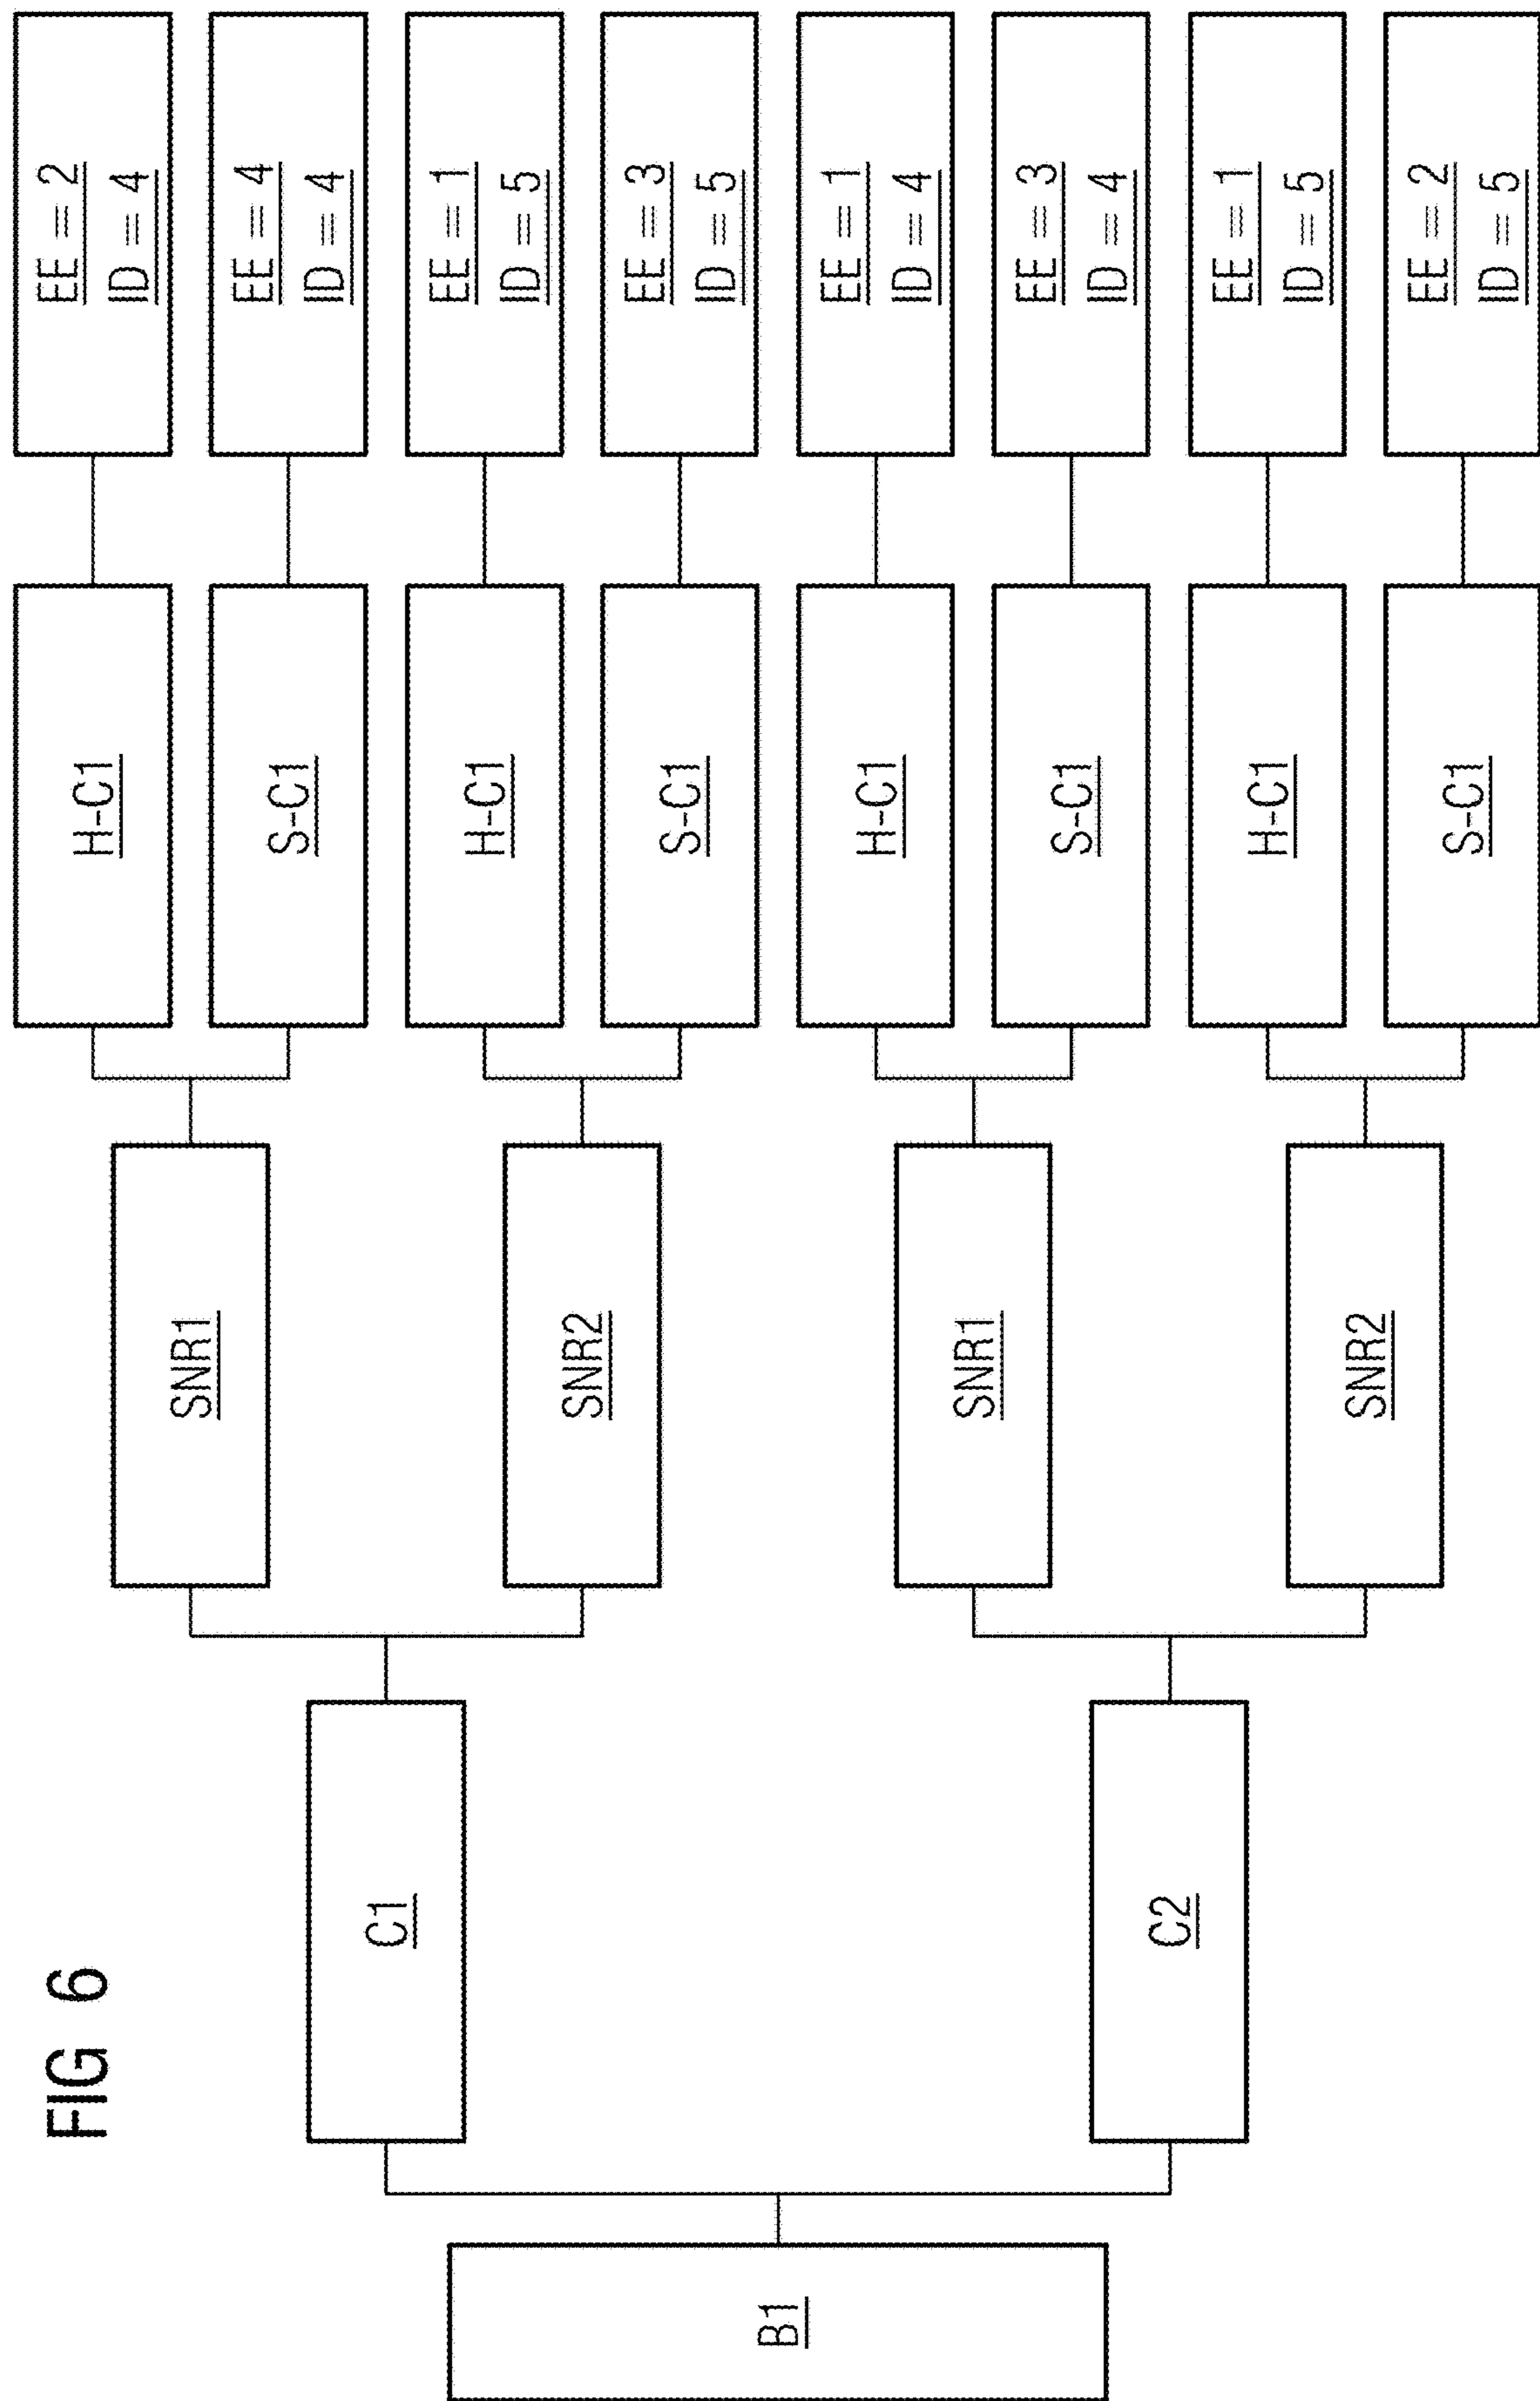 FIG 6
B1
C1
C2
SNR1
SNR2
SNR1
SNR2
H-C1
S-C1
H-C1
S-C1
H-C1
S-C1
H-C1
S-C1
EE = 2
ID = 4
EE = 4
ID = 4
EE = 1
ID = 5
EE = 3
ID = 5
EE = 1
ID = 4
EE = 3
ID = 4
EE = 1
ID = 5
EE = 2
ID = 5